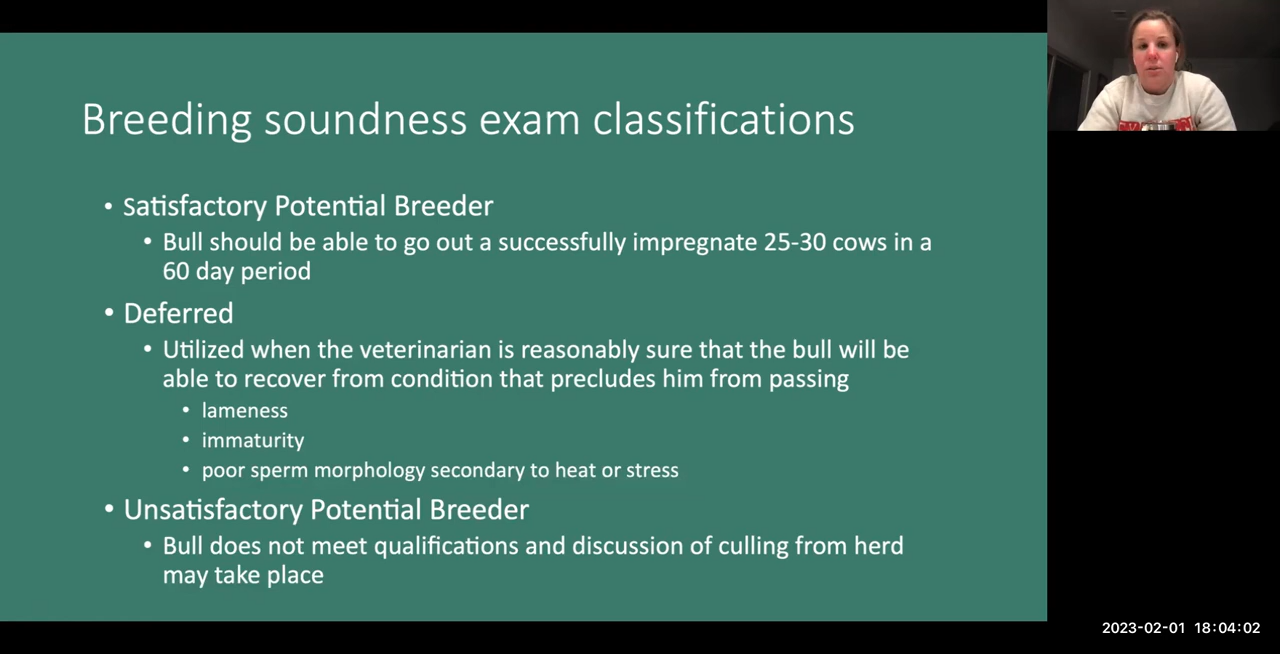 Breeding soundness exam classifications
• Satisfactory Potential Breeder
• Bull should be able to go out a successfully impregnate 25-30 cows in a
60 day period
• Deferred
• Utilized when the veterinarian is reasonably sure that the bull will be
able to recover from condition that precludes him from passing
• lameness
• immaturity
• poor sperm morphology secondary to heat or stress
• Unsatisfactory Potential Breeder
• Bull does not meet qualifications and discussion of culling from herd
may take place
2023-02-01 18:04:02